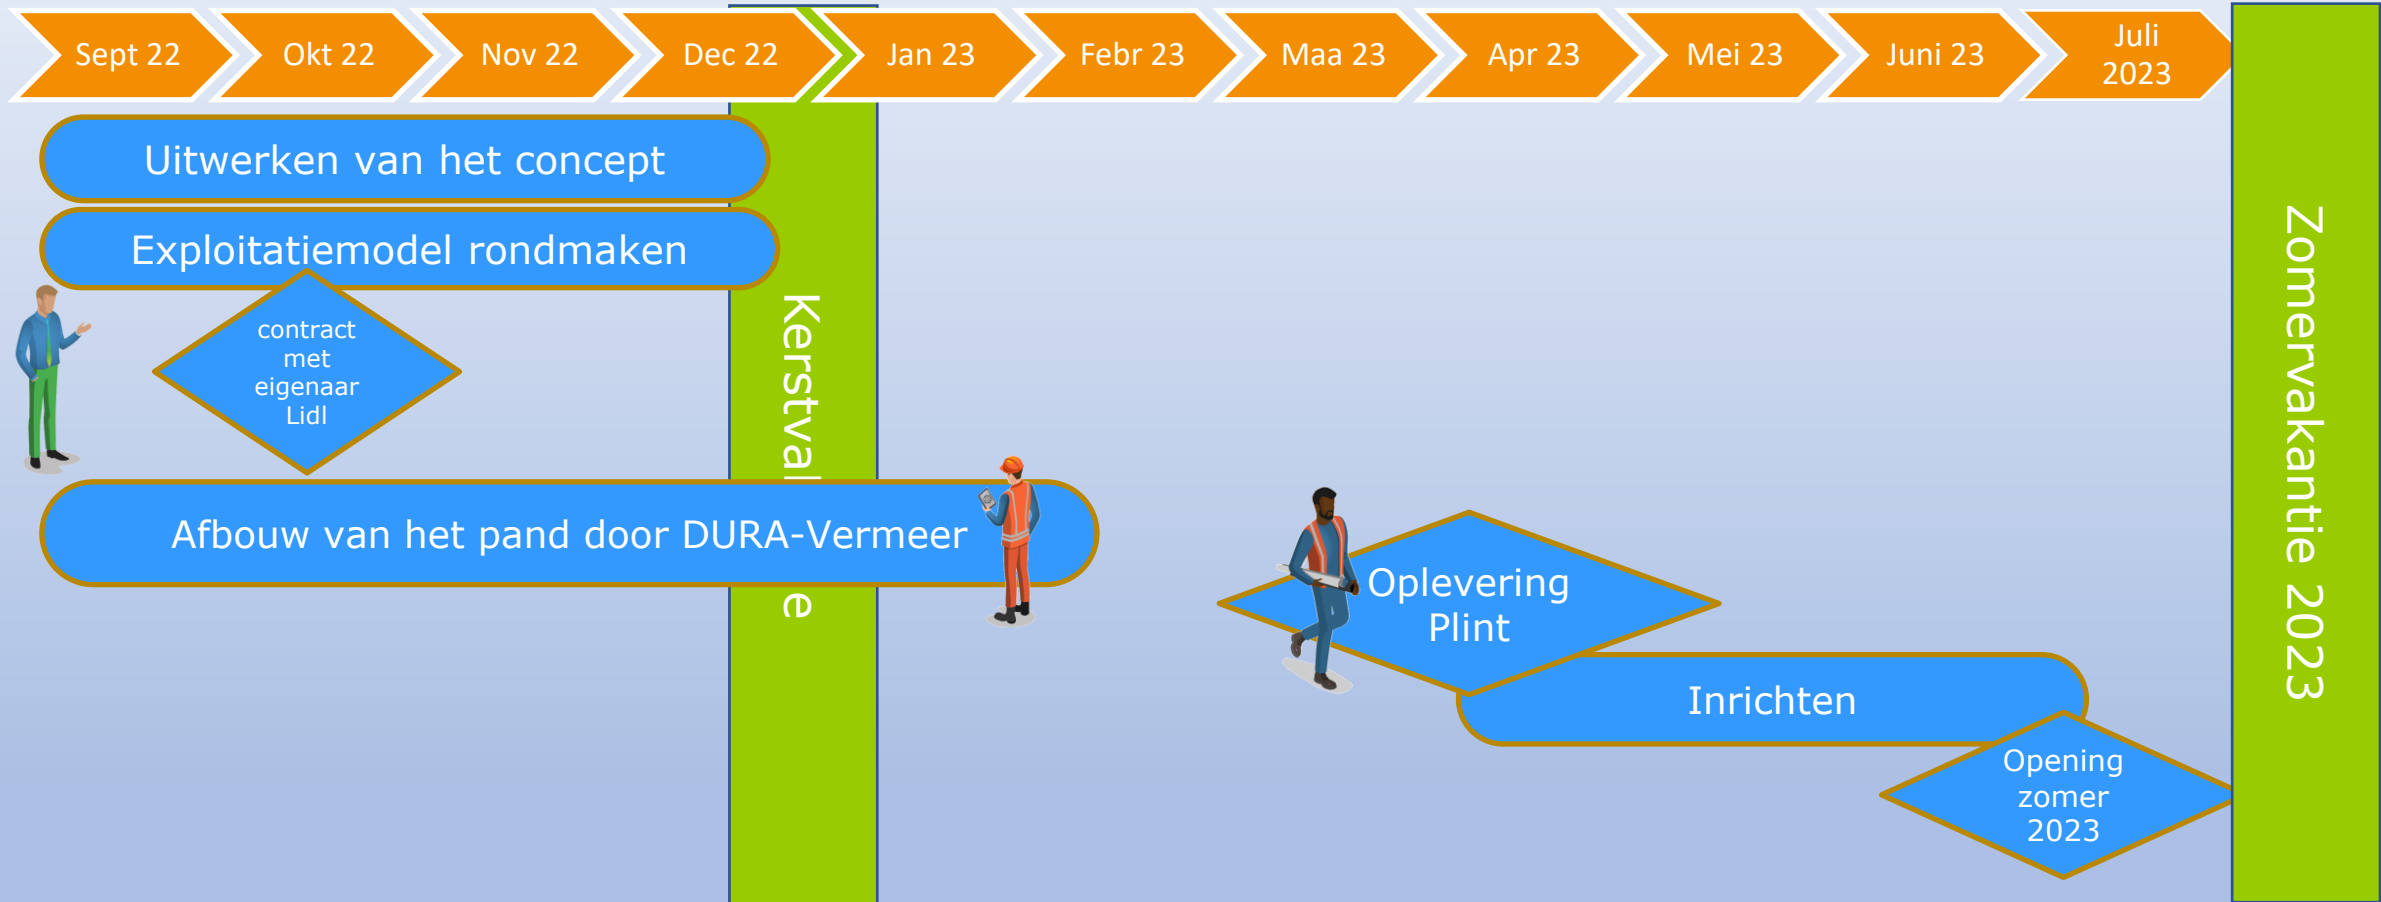 Sept 22
Okt 22
Nov 22
Dec 22
Jan 23
Febr 23
Maa 23
Apr 23
Mei 23
Juni 23
Juli
2023
Uitwerken van het concept
Exploitatiemodel rondmaken
contract
met
eigenaar
Lidl
Kerstva e
Afbouw van het pand door DURA-Vermeer
Oplevering
Plint
Inrichten
Opening
zomer
2023
Zomervakantie 2023